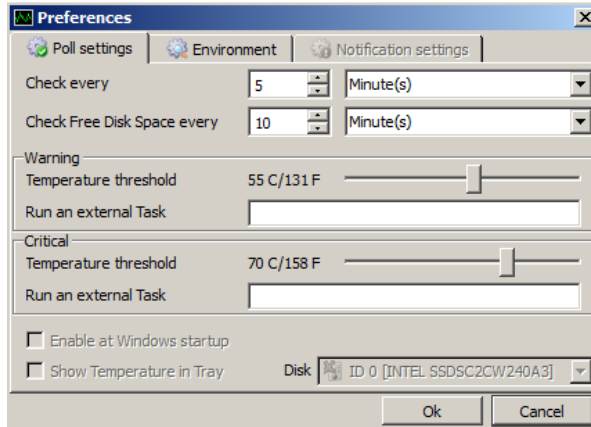 Preferences
Poll settings Environment Notification settings
Check every 5 Minute(s)
Check Free Disk Space every 10 Minute(s)
Warning
Temperature threshold 55 C/131 F
Run an external Task
Critical
Temperature threshold 70 C/158 F
Run an external Task
Enable at Windows startup
Show Temperature in Tray Disk ID 0 [INTEL SSDSC2CW240A3]
Ok Cancel